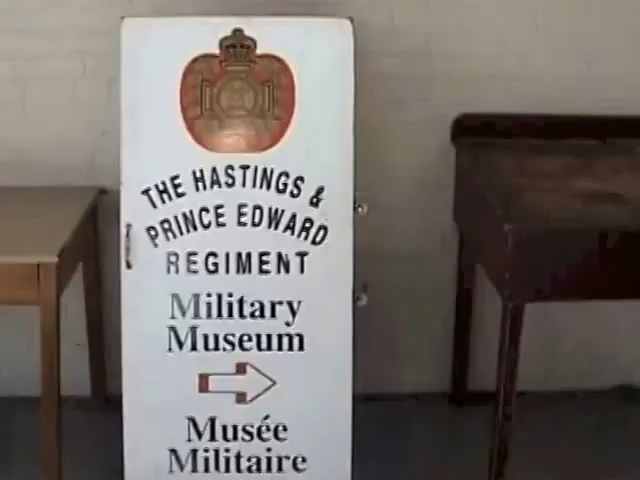 THE HASTINGS &
PRINCE EDWARD
REGIMENT
Military
Museum
Musée
Militaire